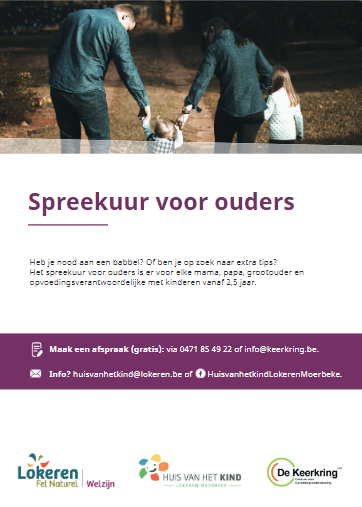 Spreekuur voor ouders
Heb je nood aan een babbel? Of ben je op zoek naar extra tips?
Het spreekuur voor ouders is er voor elke mama, papa, grootouder en
opvoedingsverantwoordelijke met kinderen vanaf 2,5 jaar.
Maak een afspraak (gratis): via 0471 85 49 22 of info@keerkring.be.
Info? huisvanhetkind@lokeren.be of HuisvanhetkindLokerenMoerbeke.
Lokeren
Fel Naturel
Welzijn
HUIS VAN HET KIND
LOKEREN MOERBEKE
De Keerkring